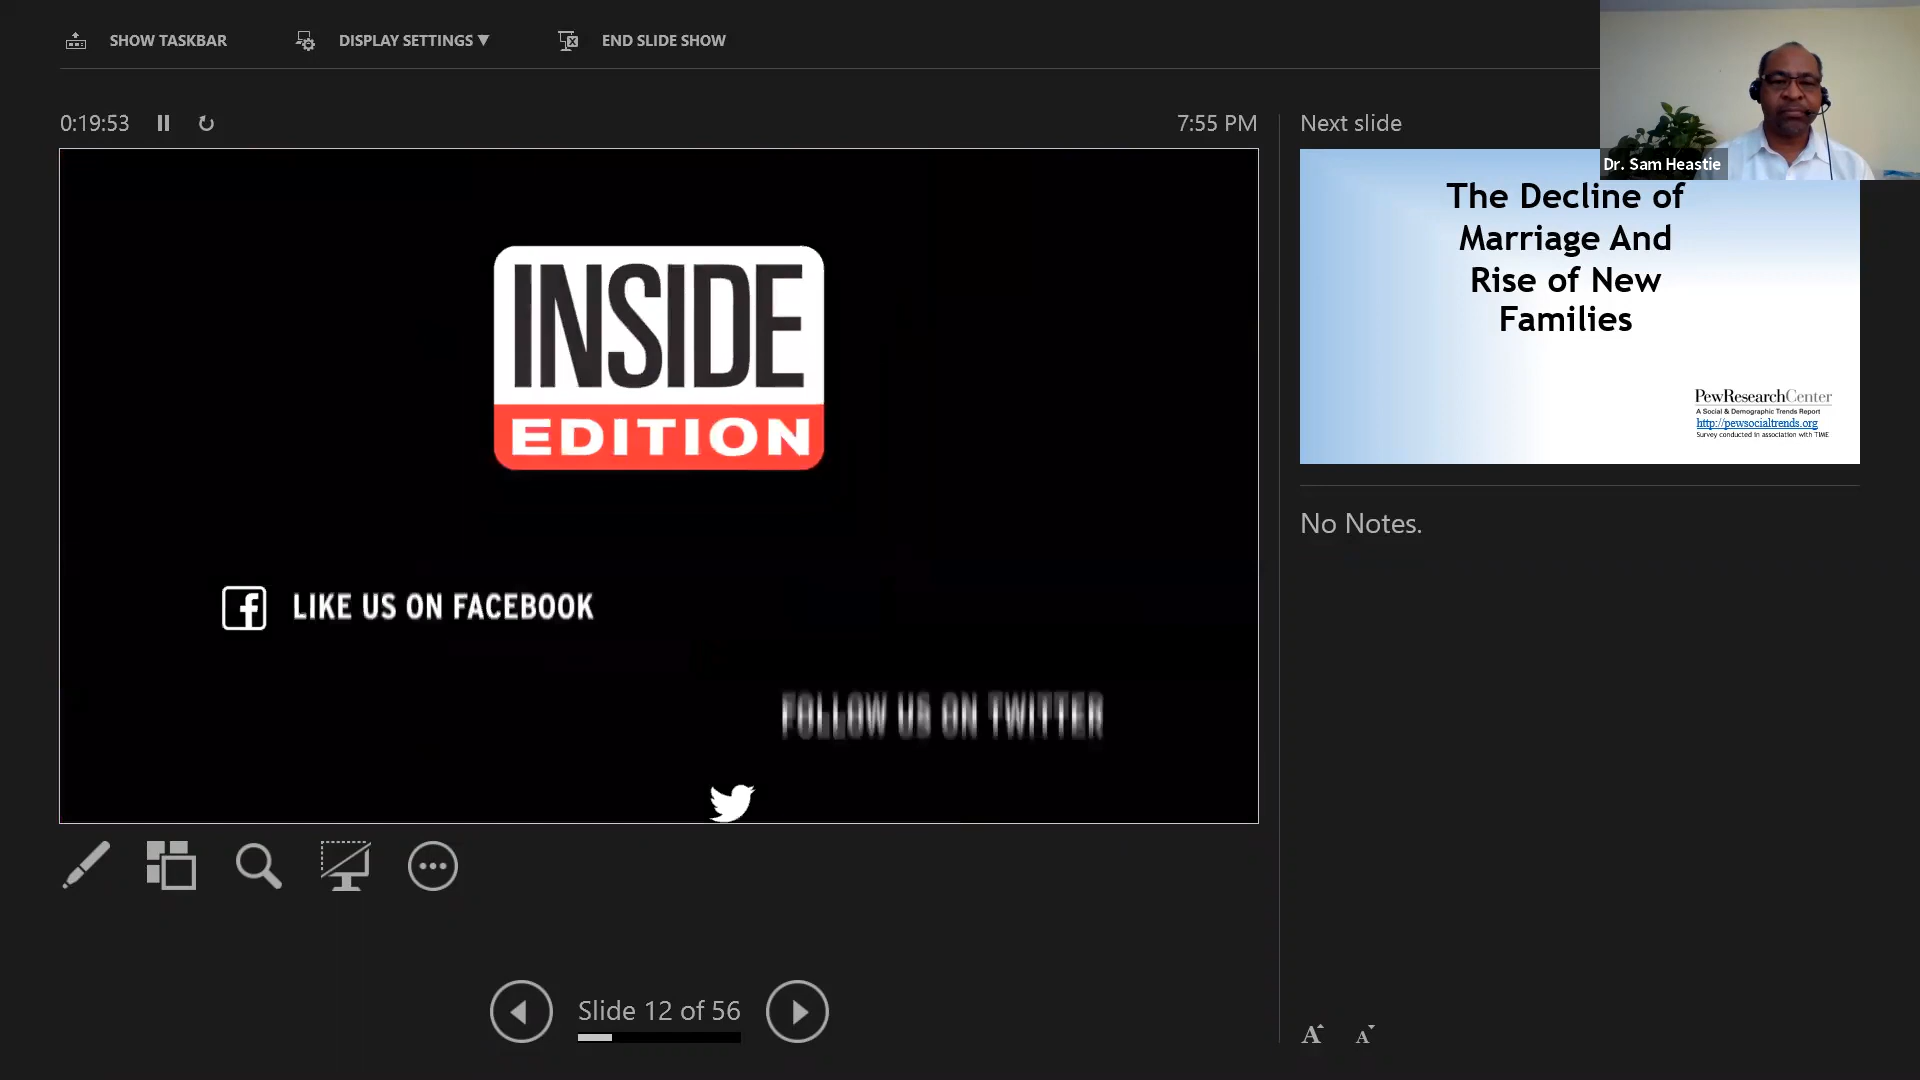 SHOW TASKBAR
DISPLAY SETTINGS ▼
END SLIDE SHOW
0:19:53
7:55 PM
Next slide
Dr. Sam Heastie
INSIDE
EDITION
LIKE US ON FACEBOOK
FOLLOW US ON TWITTER
The Decline of
Marriage And
Rise of New
Families
PewResearchCenter
A Social & Demographic Trends Report
http://pewsocialtrends.org
Survey conducted in association with TIME
No Notes.
Slide 12 of 56
A
A